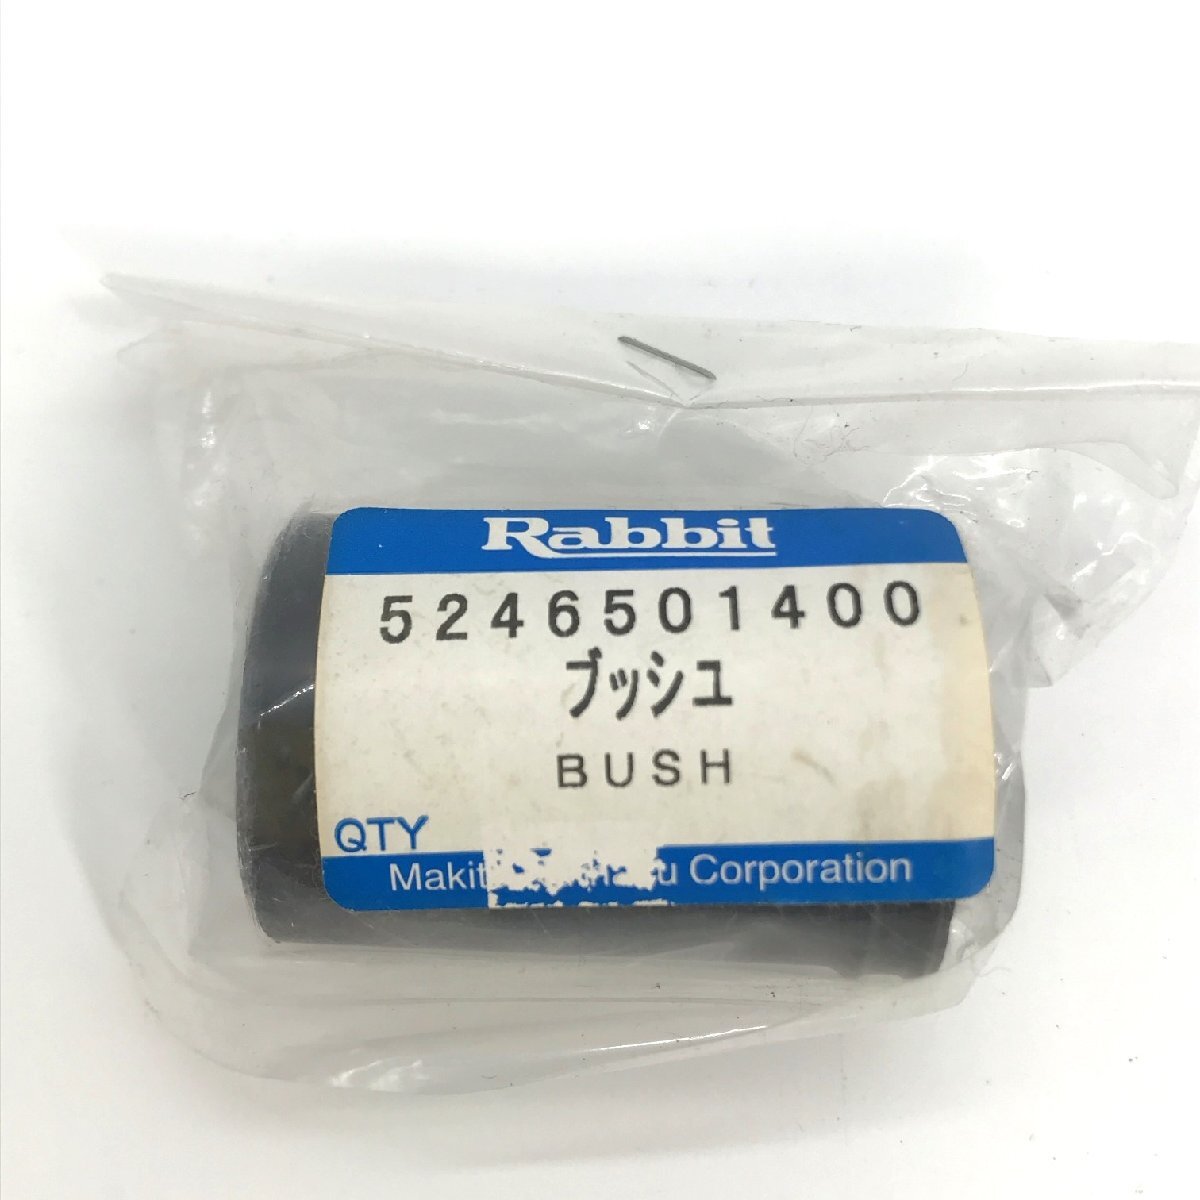 Rabbit
5246501400
ブッシュ
BUSH
QTY
Corporation